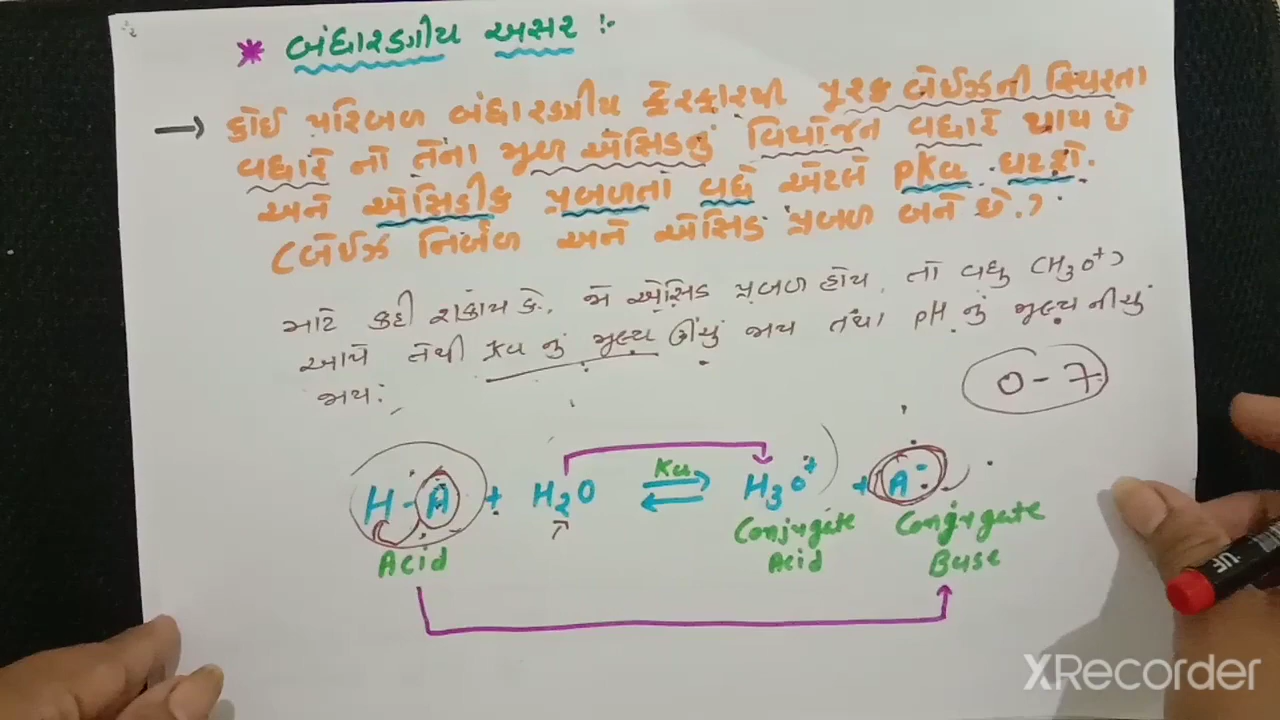 * બંધારણીય અસર :-
→ કોઈ પરિબળ બંધારણીય ફેરફારથી પૂરક બેઈઝની સ્થિરતા
વધારે તો તેના મૂળ એસિડનું વિયોજન વધારે થાય છે
અને એસિડીક પ્રબળતા વધે એટલે pKa ઘટશે.
(બેઈઝ નિર્બળ અને એસિડ પ્રબળ બને છે.)
માટે કહી શકાય કે, જો એસિડ પ્રબળ હોય, તો વધુ (H₃O⁺)
આપે તેથી Ka નું મૂલ્ય ઊંચું જાય તથા pH નું મૂલ્ય નીચું
જાય.
0 - 7
H - A + H₂O ⇌ H₃O⁺ + A:⁻
Ka
Acid Conjugate Acid Conjugate Base
UF
XRecorder